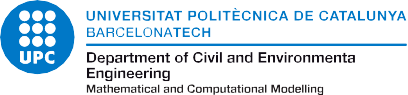 UPC
UNIVERSITAT POLITÈCNICA DE CATALUNYA
BARCELONATECH
Department of Civil and Environmenta
Engineering
Mathematical and Computational Modelling